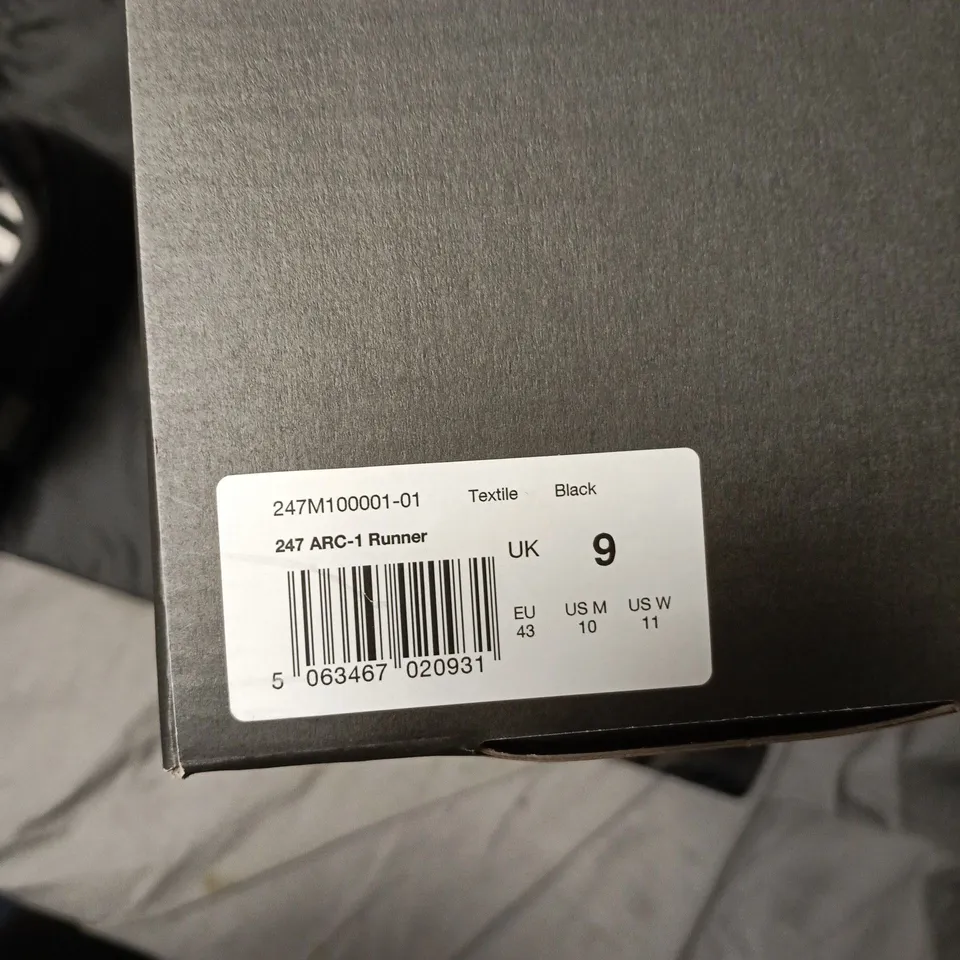 247M100001-01 Textile Black
247 ARC-1 Runner
UK 9
EU US M US W
43 10 11
5 063467 020931